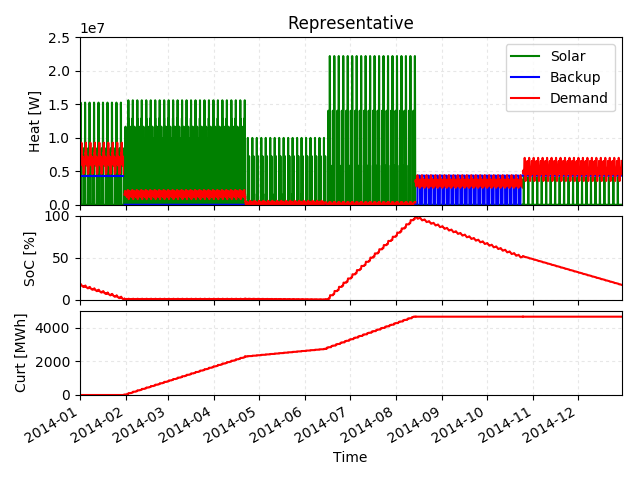 Representative
1e7
2.5
2.0
1.5
1.0
0.5
0.0
Heat [W]
Solar
Backup
Demand
100
50
0
SoC [%]
4000
2000
0
Curt [MWh]
2014-01
2014-02
2014-03
2014-04
2014-05
2014-06
2014-07
2014-08
2014-09
2014-10
2014-11
2014-12
Time